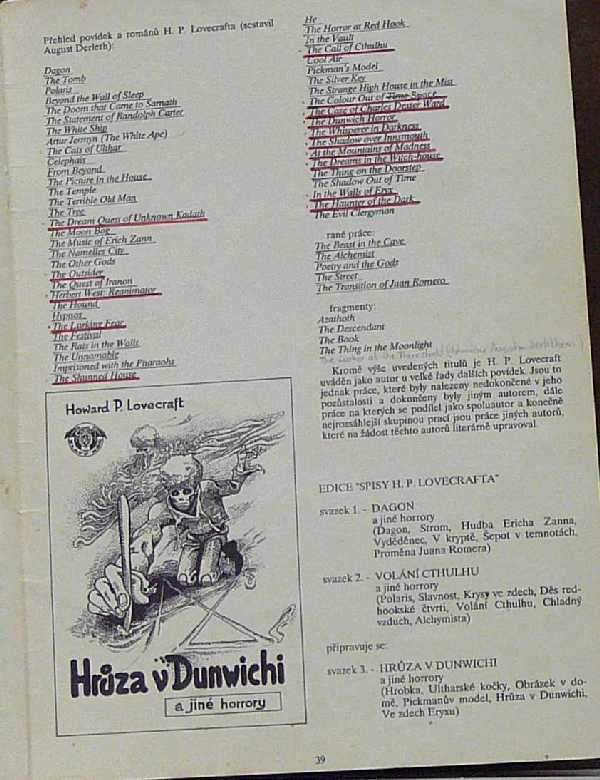 Přehled povídek a románů H. P. Lovecrafta (sestavil
August Derleth):
Dagon
The Tomb
Polaris
Beyond the Wall of Sleep
The Doom that Came to Sarnath
The Statement of Randolph Carter
The White Ship
Artur Jermyn (The White Ape)
The Cats of Ulthar
Celephais
From Beyond
The Picture in the House
The Temple
The Terrible Old Man
The Tree
The Dream Quest of Unknown Kadath
The Moon Bog
The Music of Erich Zann
The Nameless City
The Other Gods
The Outsider
The Quest of Iranon
Herbert West: Reanimator
The Hound
Hypnos
The Lurking Fear
The Festival
The Rats in the Walls
The Unnamable
Imprisoned with the Pharaohs
The Shunned House
Howard P. Lovecraft
Hrůza v Dunwichi
a jiné horrory
He
The Horror at Red Hook
In the Vault
The Call of Cthulhu
Cool Air
Pickman's Model
The Silver Key
The Strange High House in the Mist
The Colour Out of Time Space
The Case of Charles Dexter Ward
The Dunwich Horror
The Whisperer in Darkness
The Shadow over Innsmouth
At the Mountains of Madness
The Dreams in the Witch-house
The Thing on the Doorstep
The Shadow Out of Time
In the Walls of Eryx
The Haunter of the Dark
The Evil Clergyman
rané práce:
The Beast in the Cave
The Alchemist
Poetry and the Gods
The Street
The Transition of Juan Romero
fragmenty:
Azathoth
The Descendant
The Book
The Thing in the Moonlight
Kromě výše uvedených titulů je H. P. Lovecraft
uváděn jako autor u velké řady dalších povídek. Jsou to
jednak práce, které byly nalezeny nedokončené v jeho
pozůstalosti a dokončeny byly jiným autorem, dále
práce na kterých se podílel jako spoluautor a konečně
nejrozsáhlejší skupinou prací jsou práce jiných autorů,
které na žádost těchto autorů literárně upravoval.
EDICE "SPISY H. P. LOVECRAFTA"
svazek 1. - DAGON
a jiné horrory
(Dagon, Strom, Hudba Ericha Zanna,
Vyděděnec, V kryptě, Šepot v temnotách,
Proměna Juana Romera)
svazek 2. - VOLÁNÍ CTHULHU
a jiné horrory
(Polaris, Slavnost, Krysy ve zdech, Děs red-
hookské čtvrti, Volání Cthulhu, Chladný
vzduch, Alchymista)
připravuje se:
svazek 3. - HRŮZA V DUNWICHI
a jiné horrory
(Hrobka, Ultharské kočky, Obrázek v do-
mě, Pickmanův model, Hrůza v Dunwichi,
Ve zdech Eryxu)
39